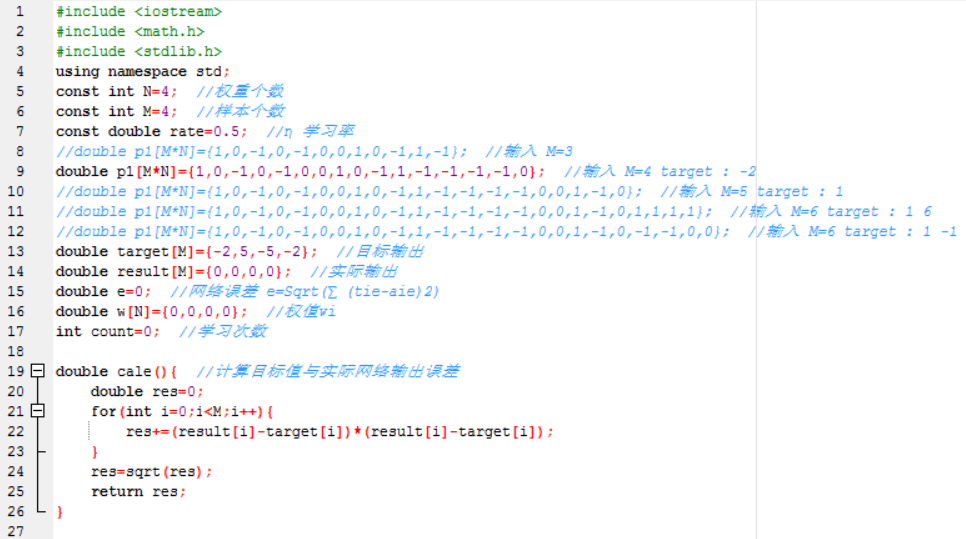 1 #include <iostream>
2 #include <math.h>
3 #include <stdlib.h>
4 using namespace std;
5 const int N=4; //权重个数
6 const int M=4; //样本个数
7 const double rate=0.5; //η 学习率
8 //double p1[M*N]={1,0,-1,0,-1,0,0,1,0,-1,1,-1}; //输入 M=3
9 double p1[M*N]={1,0,-1,0,-1,0,0,1,0,-1,1,-1,-1,-1,-1,0}; //输入 M=4 target : -2
10 //double p1[M*N]={1,0,-1,0,-1,0,0,1,0,-1,1,-1,-1,-1,-1,0,0,1,-1,0}; //输入 M=5 target : 1
11 //double p1[M*N]={1,0,-1,0,-1,0,0,1,0,-1,1,-1,-1,-1,-1,0,0,1,-1,0,1,1,1,1}; //输入 M=6 target : 1 6
12 //double p1[M*N]={1,0,-1,0,-1,0,0,1,0,-1,1,-1,-1,-1,-1,0,0,1,-1,0,-1,-1,0,0}; //输入 M=6 target : 1 -1
13 double target[M]={-2,5,-5,-2}; //目标输出
14 double result[M]={0,0,0,0}; //实际输出
15 double e=0; //网络误差 e=Sqrt(∑ (tie-aie)2)
16 double w[N]={0,0,0,0}; //权值wi
17 int count=0; //学习次数
18
19 double cale(){ //计算目标值与实际网络输出误差
20 double res=0;
21 for(int i=0;i<M;i++){
22 res+=(result[i]-target[i])*(result[i]-target[i]);
23 }
24 res=sqrt(res);
25 return res;
26 }
27